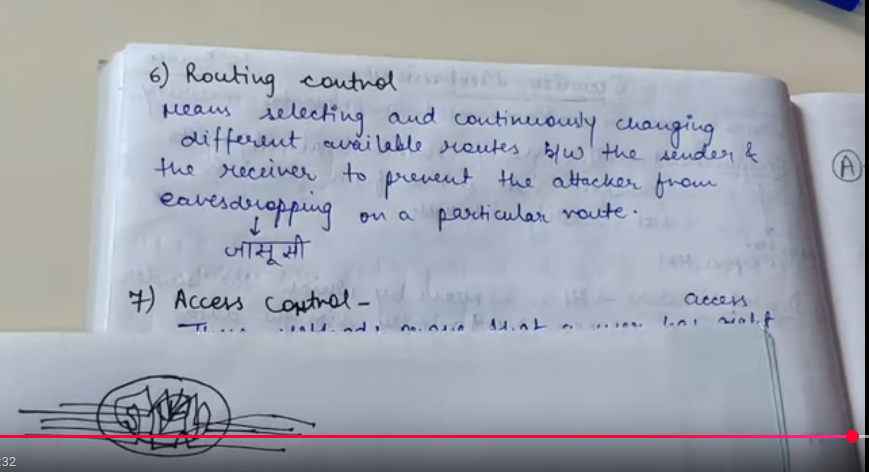 6) Routing control
Means selecting and continuously changing
different available routes b/w the sender &
the receiver to prevent the attacker from
eavesdropping on a particular route.
↓
जासूसी
7) Access control -
access
A
:32